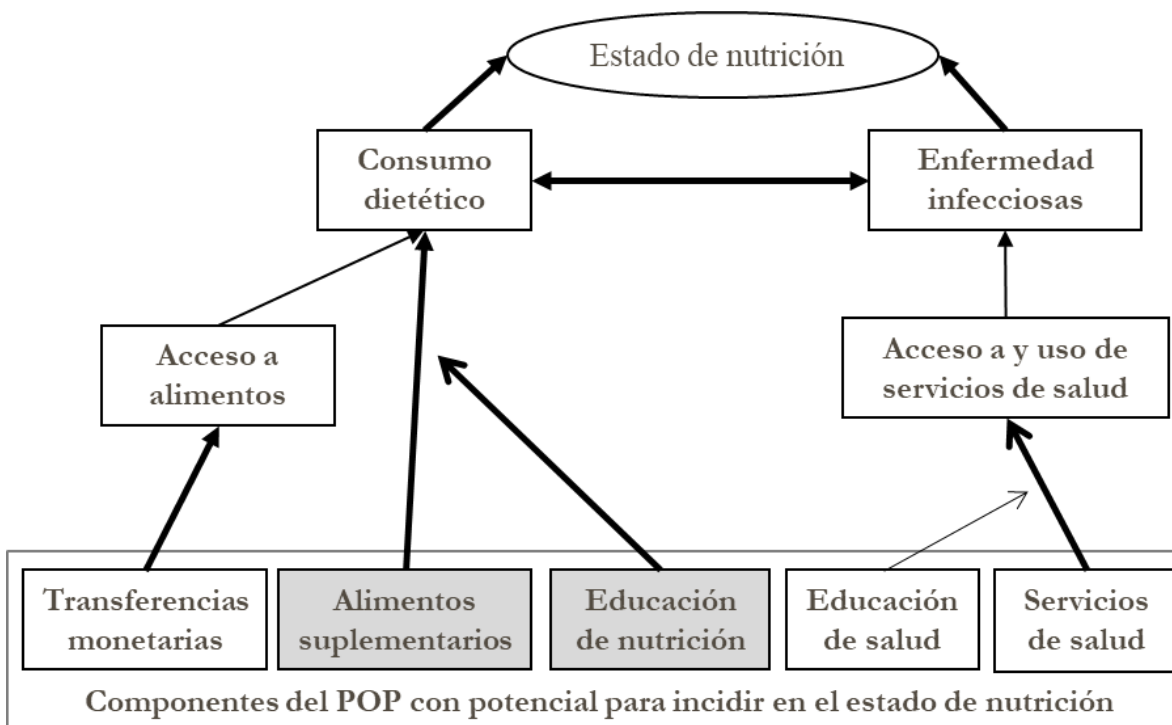 Estado de nutrición
Consumo
dietético
Enfermedad
infecciosas
Acceso a
alimentos
Acceso a y uso de
servicios de salud
Transferencias
monetarias
Alimentos
suplementarios
Educación
de nutrición
Educación
de salud
Servicios
de salud
Componentes del POP con potencial para incidir en el estado de nutrición